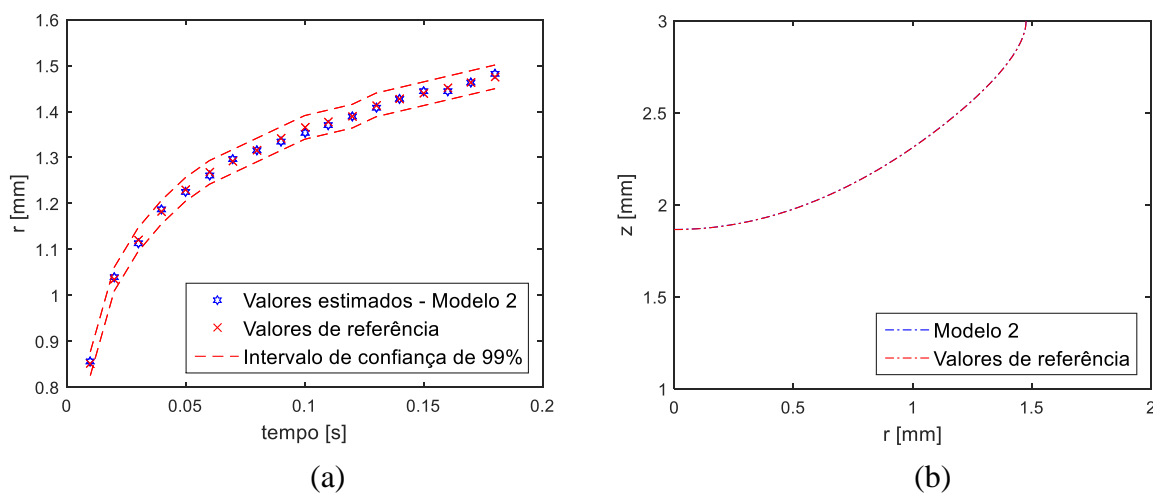 1.6
1.5
1.4
1.3
1.2
1.1
1
0.9
0.8
r [mm]
0
0.05
0.1
0.15
0.2
tempo [s]
Valores estimados - Modelo 2
Valores de referência
Intervalo de confiança de 99%
(a)
3
2.5
2
1.5
1
z [mm]
0
0.5
1
1.5
2
r [mm]
Modelo 2
Valores de referência
(b)